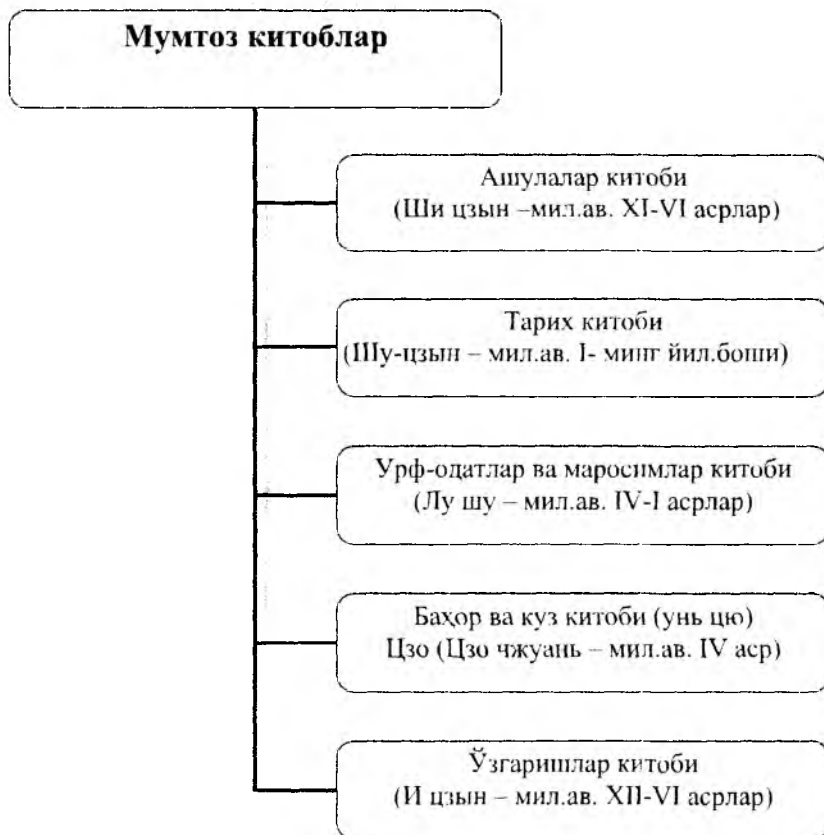 Мумтоз китоблар
Ашулалар китоби
(Ши цзын –мил.ав. XI-VI асрлар)
Тарих китоби
(Шу-цзын – мил.ав. I- минг йил.боши)
Урф-одатлар ва маросимлар китоби
(Лу шу – мил.ав. IV-I асрлар)
Баҳор ва куз китоби (унь цю)
Цзо (Цзо чжуань – мил.ав. IV аср)
Ўзгаришлар китоби
(И цзын – мил.ав. XII-VI асрлар)